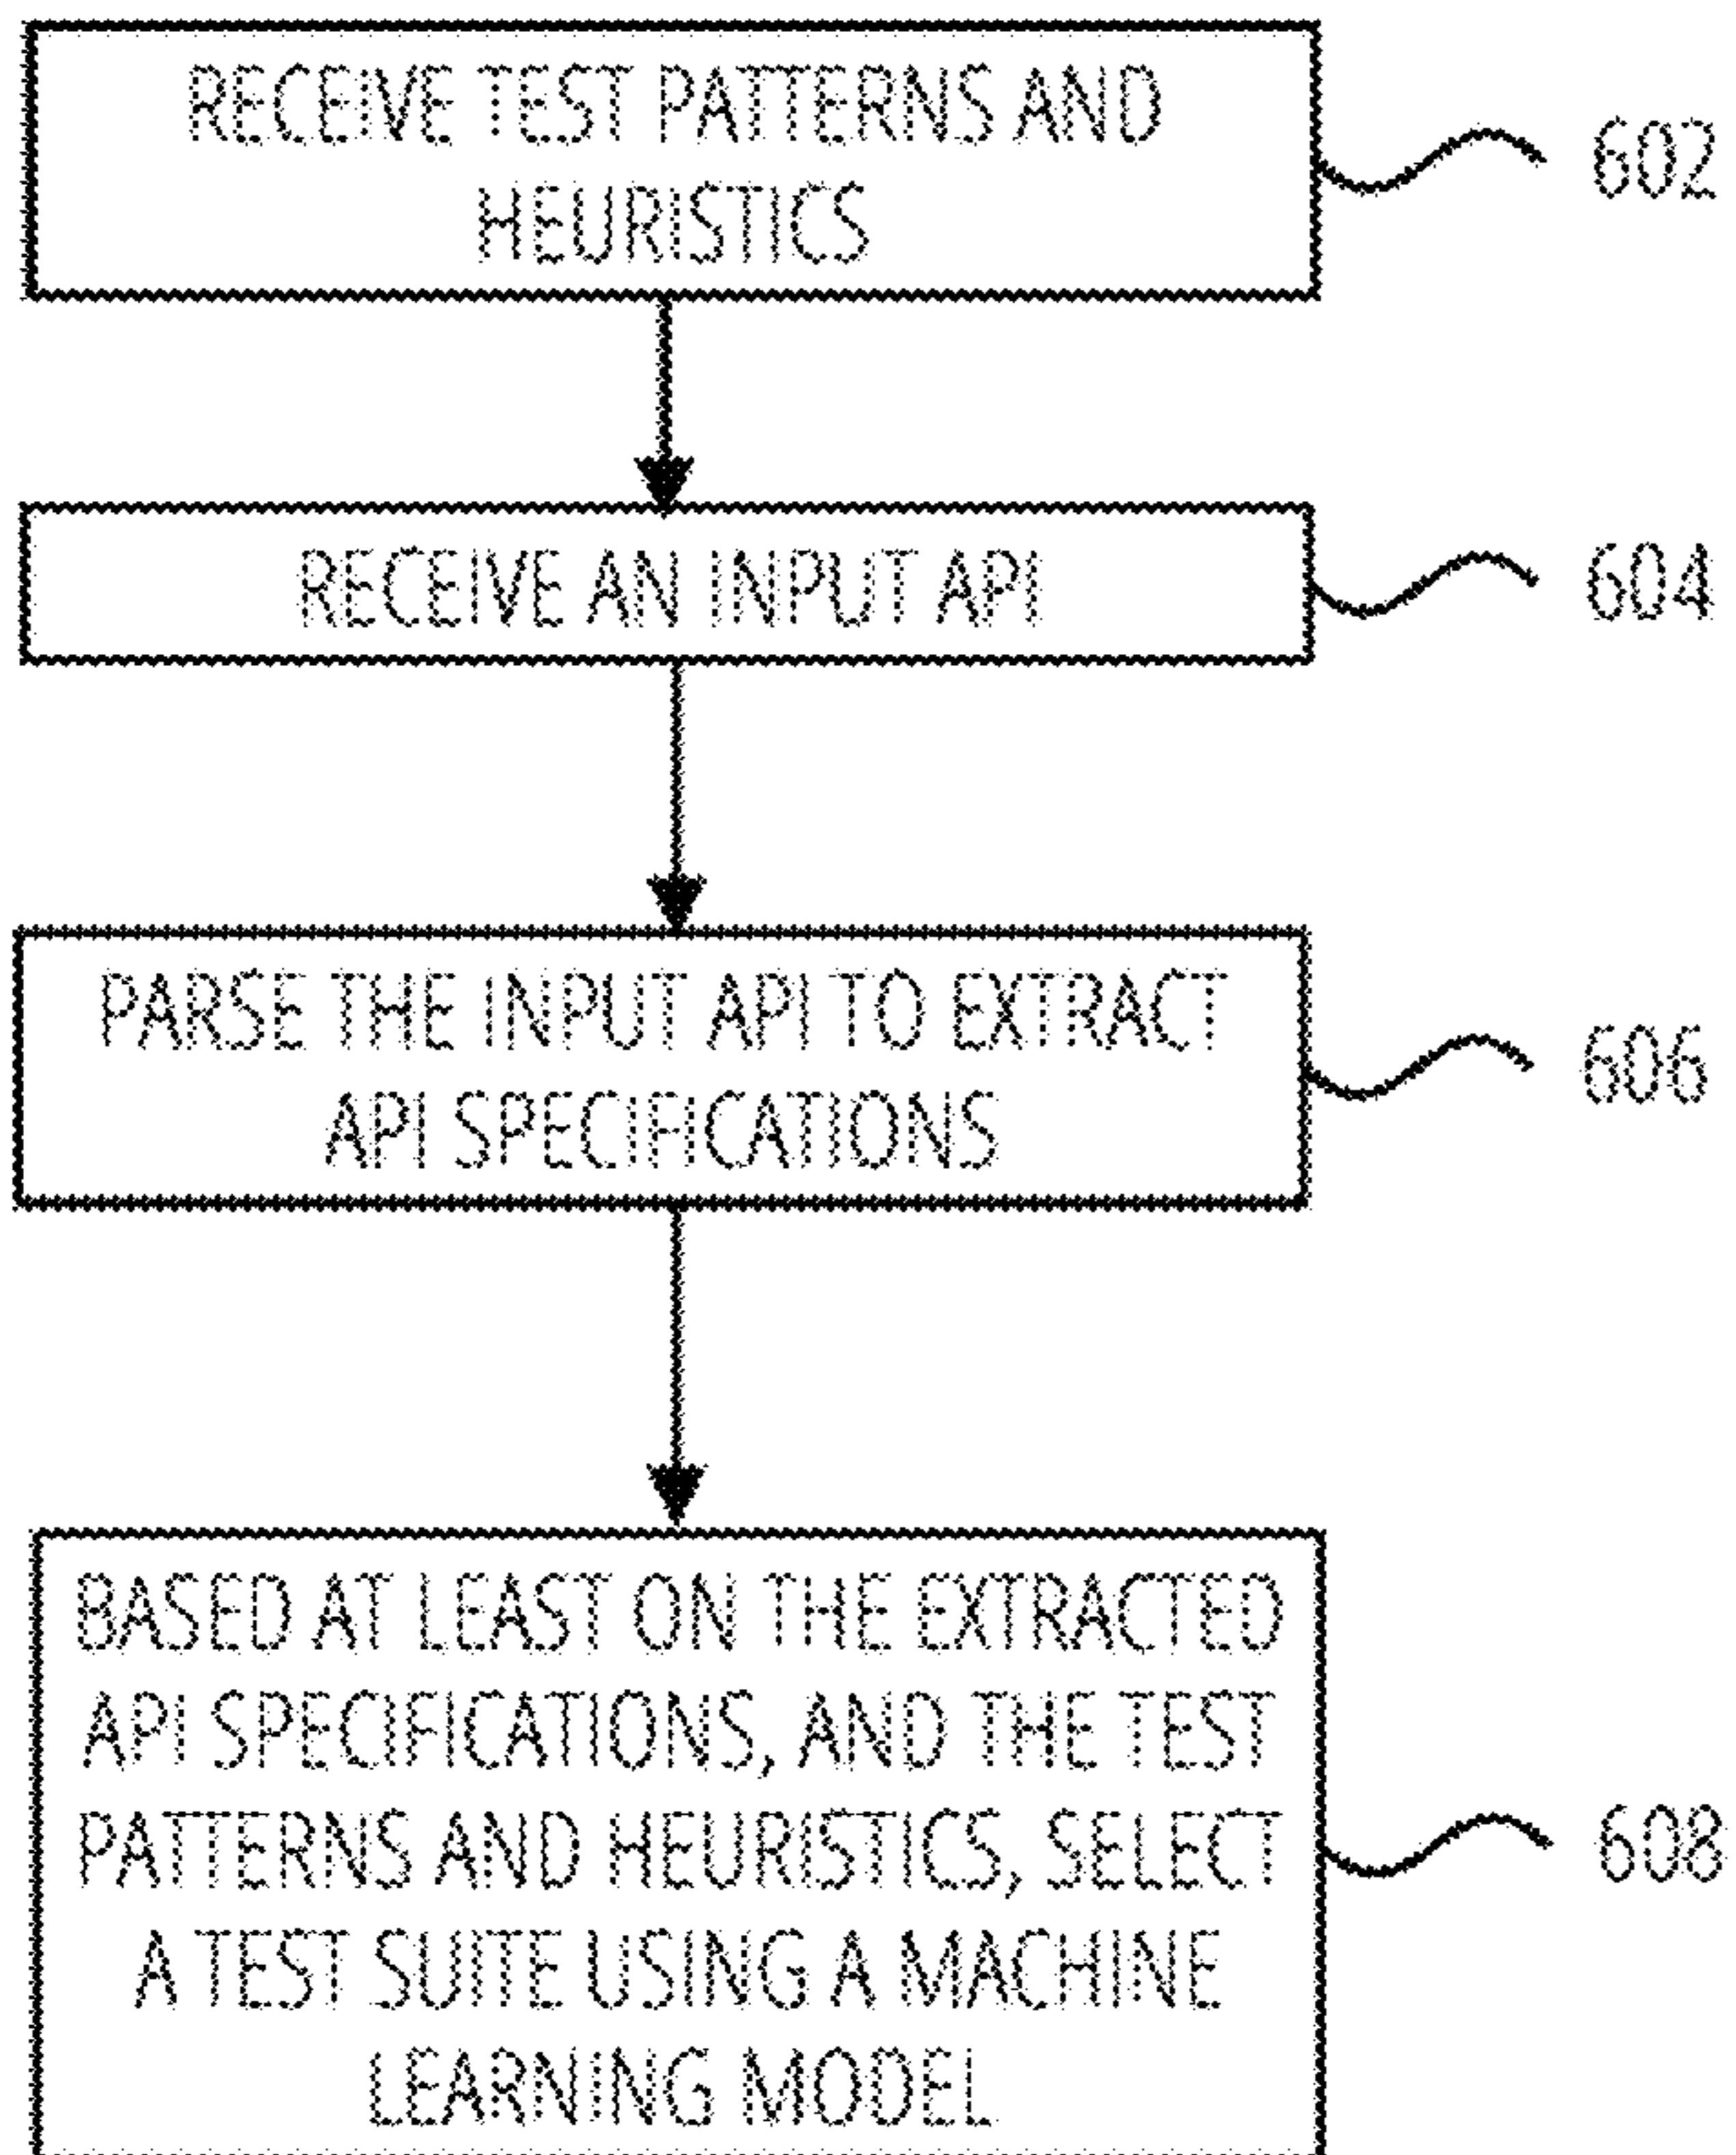 RECEIVE TEST PATTERNS AND
HEURISTICS
602
RECEIVE AN INPUT API
604
PARSE THE INPUT API TO EXTRACT
API SPECIFICATIONS
606
BASED AT LEAST ON THE EXTRACTED
API SPECIFICATIONS, AND THE TEST
PATTERNS AND HEURISTICS, SELECT
A TEST SUITE USING A MACHINE
LEARNING MODEL
608